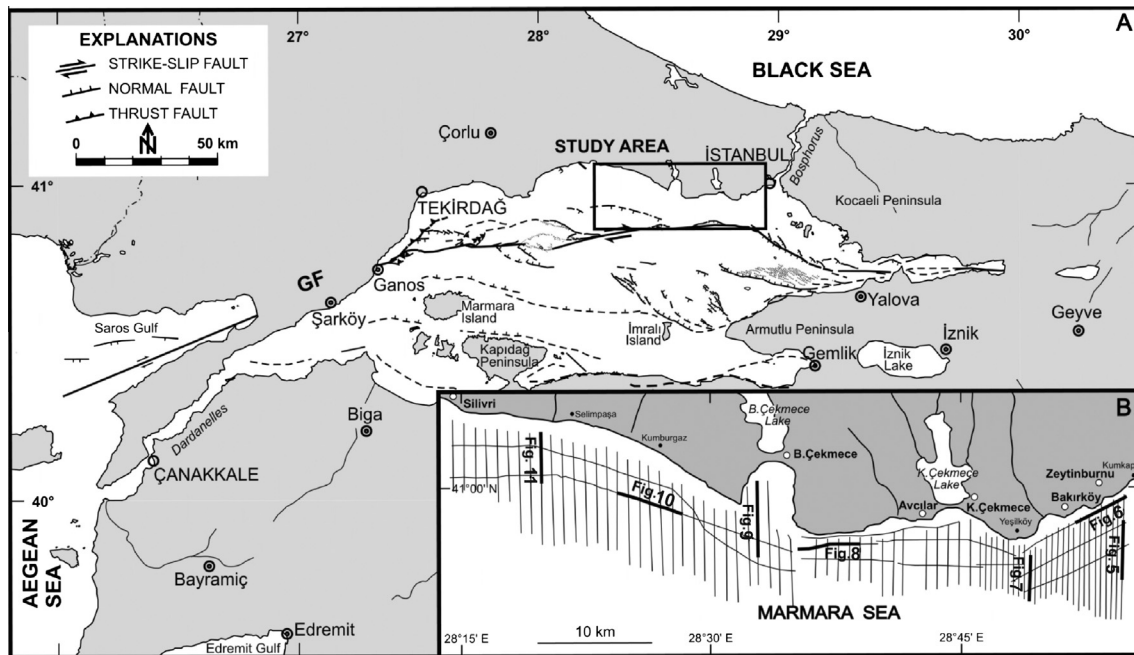 A
27°
28°
29°
30°
EXPLANATIONS
STRIKE-SLIP FAULT
NORMAL FAULT
THRUST FAULT
N
0
50 km
BLACK SEA
Çorlu
STUDY AREA
İSTANBUL
Bosphorus
41°
TEKİRDAĞ
Kocaeli Peninsula
GF
Ganos
Şarköy
Marmara
Island
Saros Gulf
Yalova
İmralı
Island
Armutlu Peninsula
Geyve
Kapıdağ
Peninsula
İznik
İznik
Lake
Gemlik
Dardanelles
Biga
ÇANAKKALE
40°
AEGEAN
SEA
Bayramiç
Edremit
Edremit Gulf
B
Silivri
Selimpaşa
B.Çekmece
Lake
Kumburgaz
B.Çekmece
K.Çekmece
Lake
Zeytinburnu
Kumkap
Bakırköy
Avcılar
K.Çekmece
Yeşilköy
41°00' N
Fig.11
Fig.10
Fig.9
Fig.8
Fig.7
Fig.6
Fig.5
MARMARA SEA
10 km
28°15' E
28°30' E
28°45' E